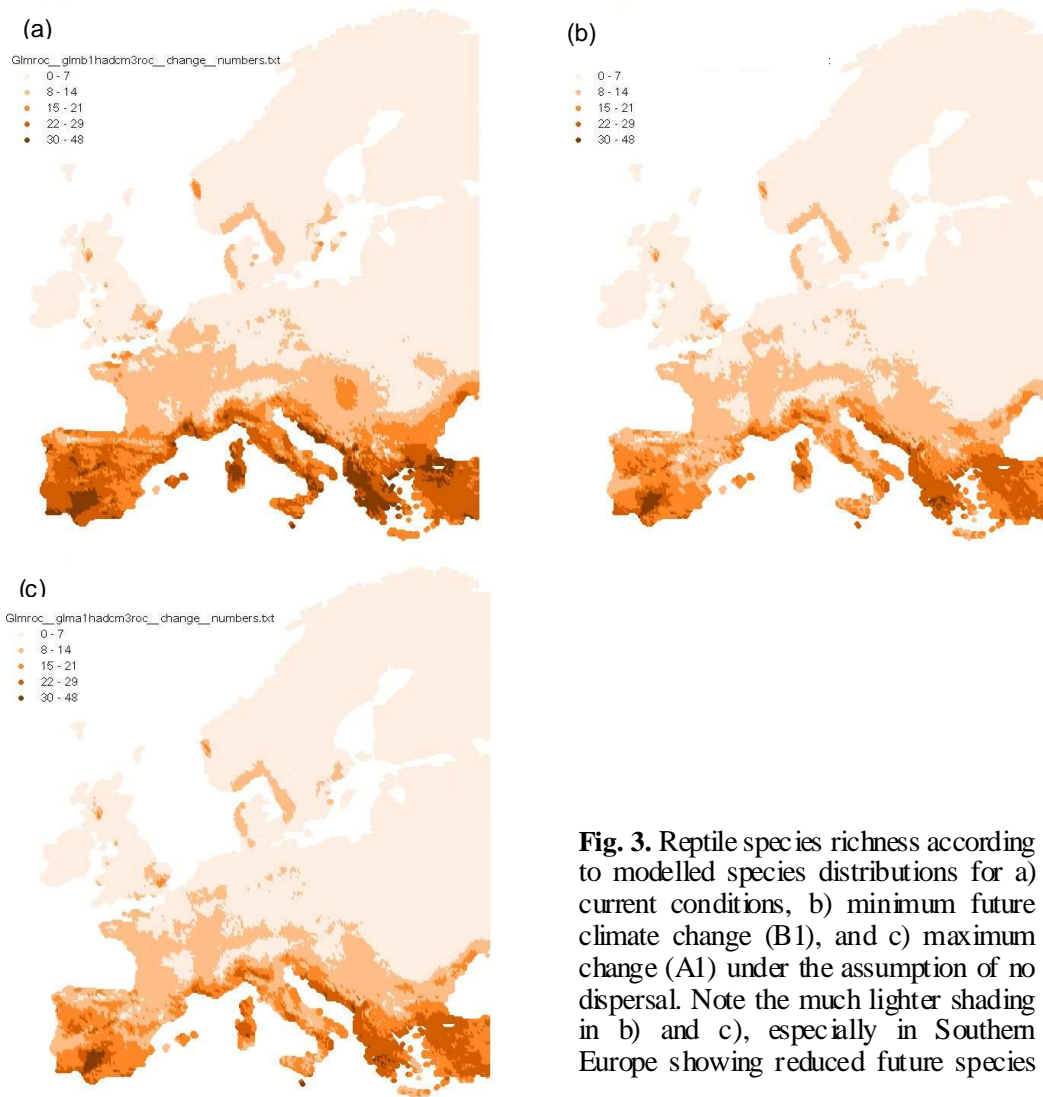 (a)
Glmroc__glmb1hadcm3roc__change__numbers.txt
0 - 7
8 - 14
15 - 21
22 - 29
30 - 48
(b)
:
0 - 7
8 - 14
15 - 21
22 - 29
30 - 48
(c)
Glmroc__glma1hadcm3roc__change__numbers.txt
0 - 7
8 - 14
15 - 21
22 - 29
30 - 48
Fig. 3. Reptile species richness according
to modelled species distributions for a)
current conditions, b) minimum future
climate change (B1), and c) maximum
change (A1) under the assumption of no
dispersal. Note the much lighter shading
in b) and c), especially in Southern
Europe showing reduced future species